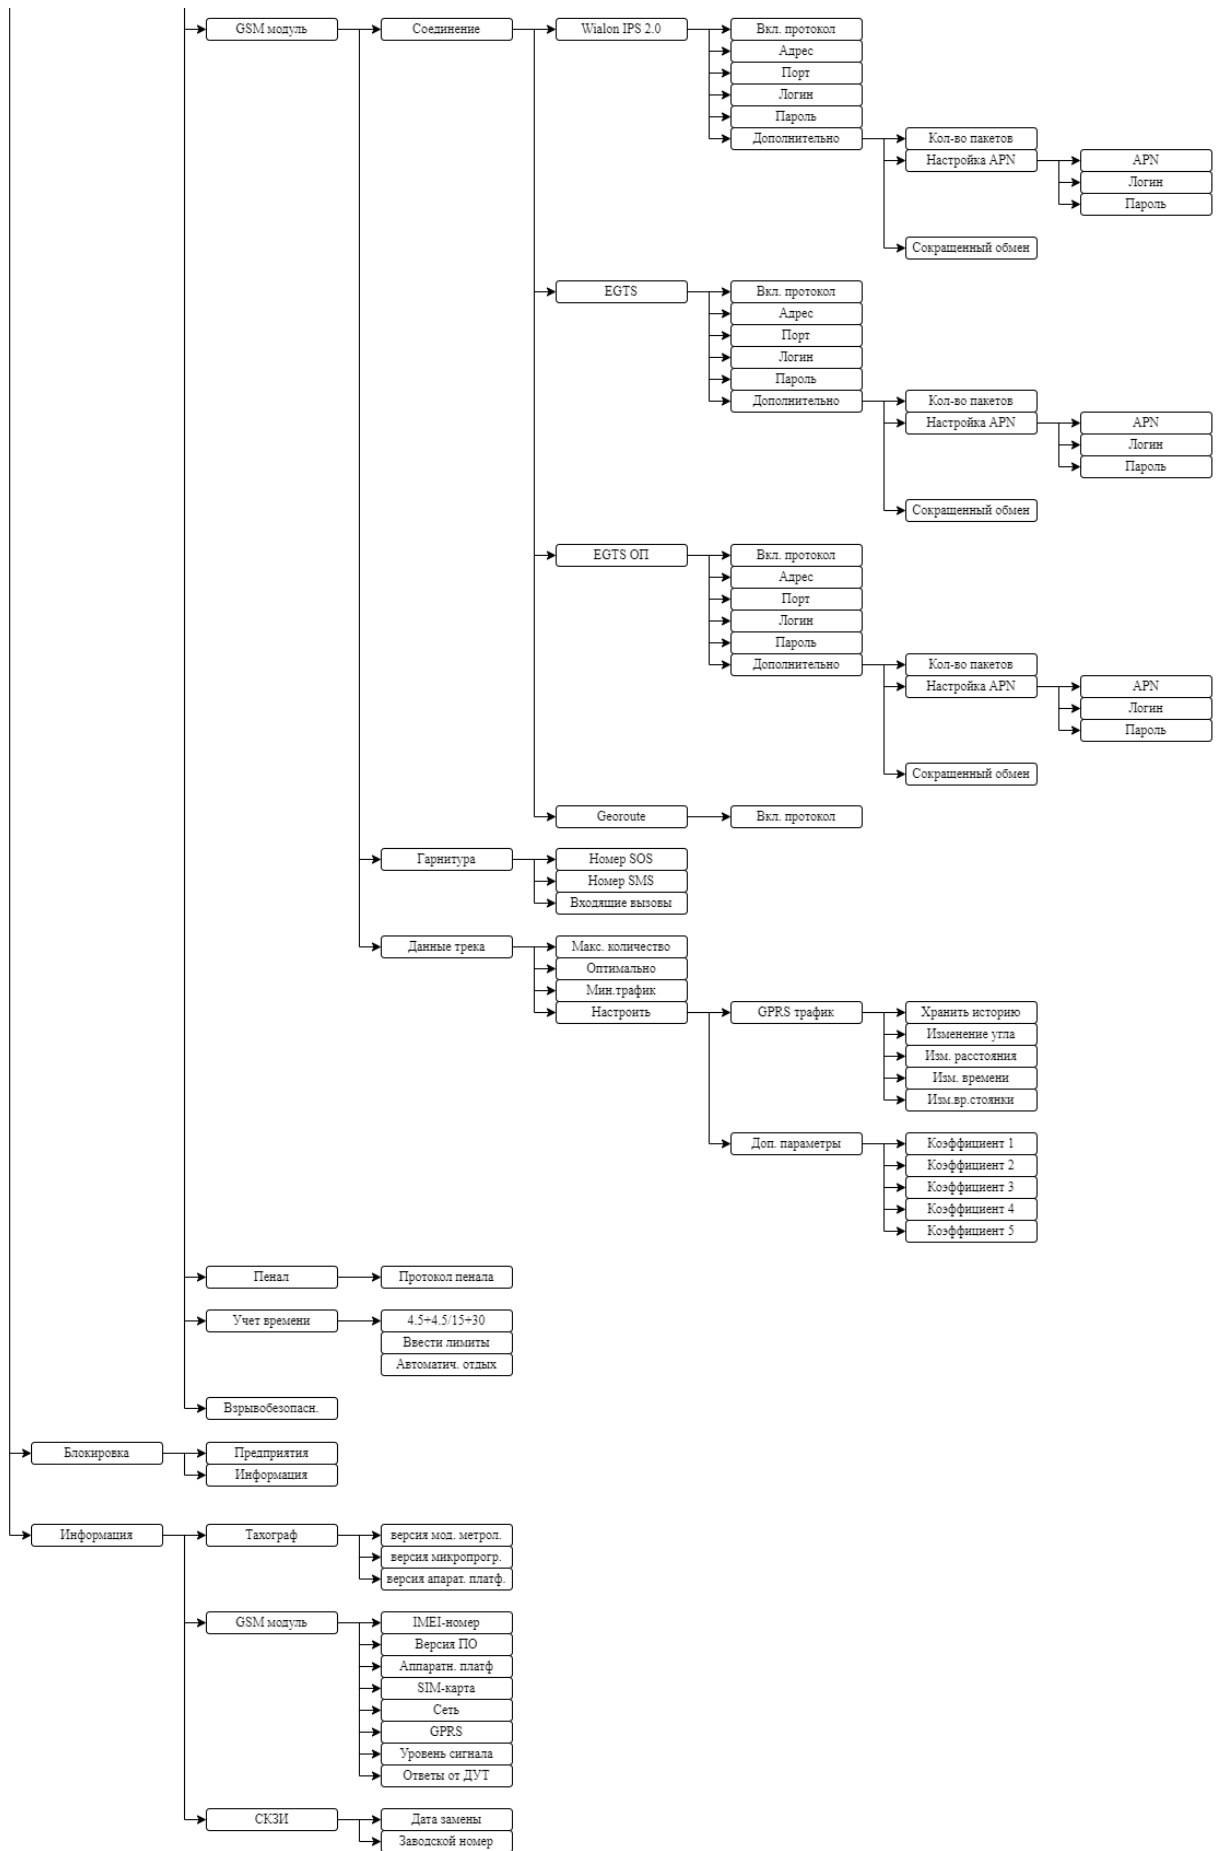 GSM модуль
Соединение
Wialon IPS 2.0
Вкл. протокол
Адрес
Порт
Логин
Пароль
Дополнительно
Кол-во пакетов
Настройка APN
APN
Логин
Пароль
Сокращенный обмен
EGTS
Вкл. протокол
Адрес
Порт
Логин
Пароль
Дополнительно
Кол-во пакетов
Настройка APN
APN
Логин
Пароль
Сокращенный обмен
EGTS ОП
Вкл. протокол
Адрес
Порт
Логин
Пароль
Дополнительно
Кол-во пакетов
Настройка APN
APN
Логин
Пароль
Сокращенный обмен
Georoute
Вкл. протокол
Гарнитура
Номер SOS
Номер SMS
Входящие вызовы
Данные трека
Макс. количество
Оптимально
Мин.трафик
Настроить
GPRS трафик
Хранить историю
Изменение угла
Изм. расстояния
Изм. времени
Изм.вр.стоянки
Доп. параметры
Коэффициент 1
Коэффициент 2
Коэффициент 3
Коэффициент 4
Коэффициент 5
Пенал
Протокол пенала
Учет времени
4.5+4.5/15+30
Ввести лимиты
Автоматич. отдых
Взрывобезопасн.
Блокировка
Предприятия
Информация
Информация
Тахограф
версия мод. метрол.
версия микропрогр.
версия апарат. платф.
GSM модуль
IMEI-номер
Версия ПО
Аппаратн. платф
SIM-карта
Сеть
GPRS
Уровень сигнала
Ответы от ДУТ
СКЗИ
Дата замены
Заводской номер